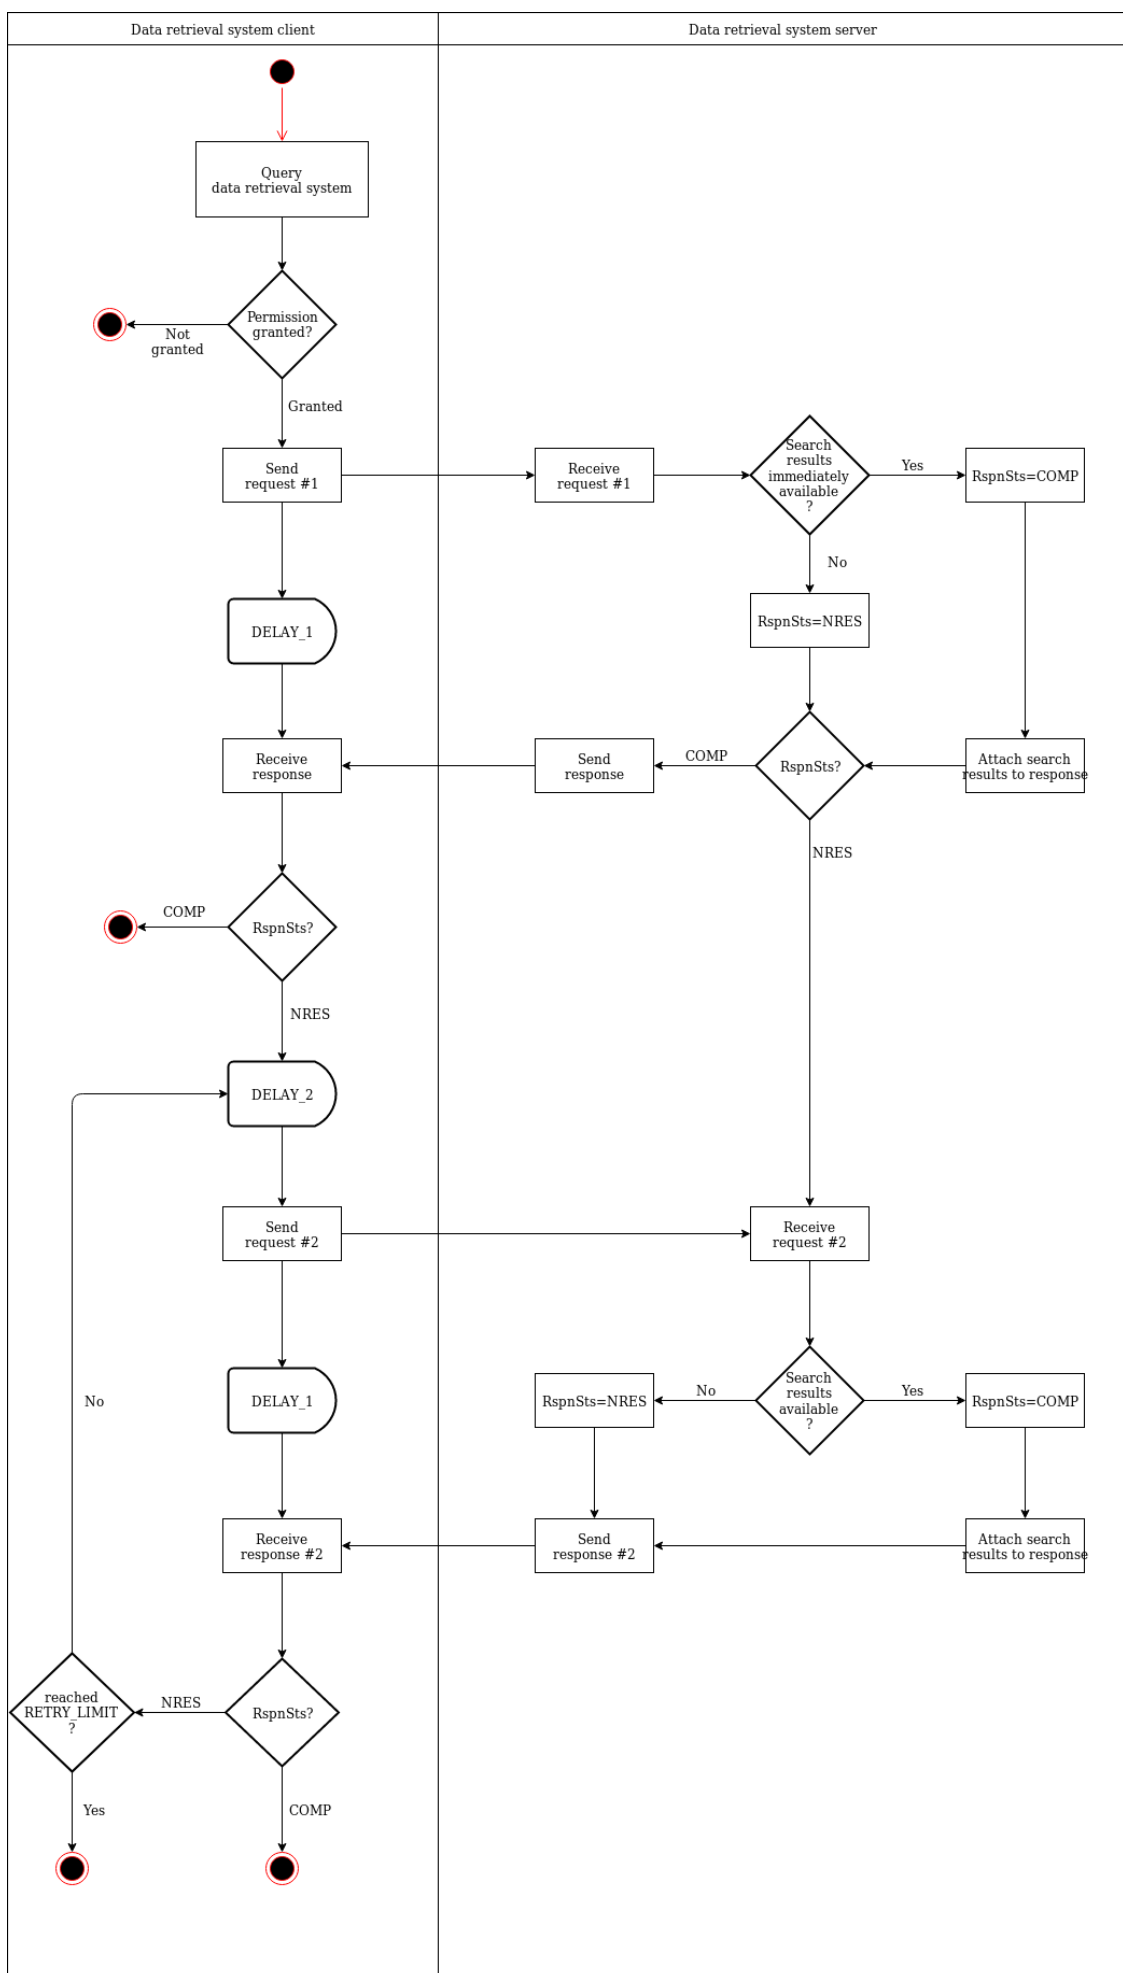 Data retrieval system client
Data retrieval system server
Query
data retrieval system
Permission
granted?
Not
granted
Granted
Send
request #1
Receive
request #1
Search
results
immediately
available
?
Yes
RspnSts=COMP
No
RspnSts=NRES
DELAY_1
Receive
response
Send
response
COMP
RspnSts?
Attach search
results to response
NRES
COMP
RspnSts?
NRES
DELAY_2
Send
request #2
Receive
request #2
No
DELAY_1
RspnSts=NRES
No
Search
results
available
?
Yes
RspnSts=COMP
Receive
response #2
Send
response #2
Attach search
results to response
reached
RETRY_LIMIT
?
NRES
RspnSts?
Yes
COMP